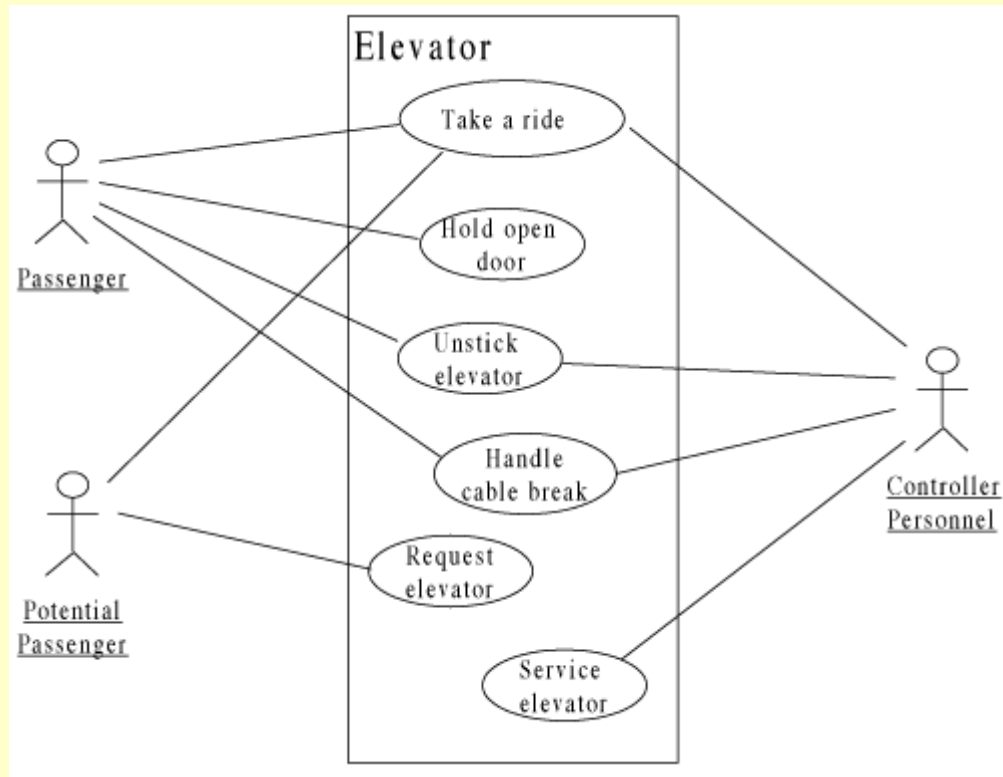 Elevator
Take a ride
Hold open
door
Passenger
Unstick
elevator
Handle
cable break
Controller
Personnel
Request
elevator
Potential
Passenger
Service
elevator